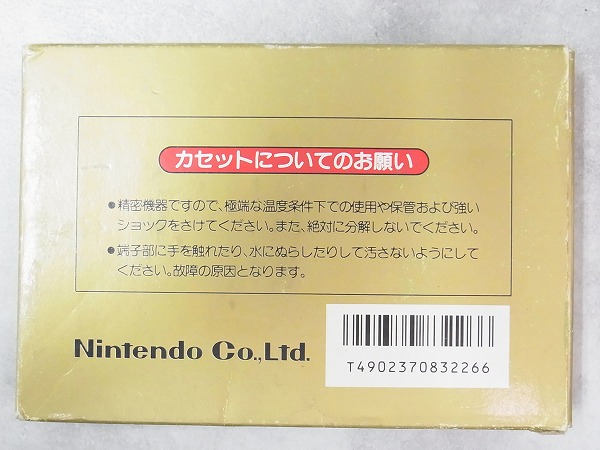 カセットについてのお願い
●精密機器ですので、極端な温度条件下での使用や保管および強い
ショックをさけてください。また、絶対に分解しないでください。
●端子部に手を触れたり、水にぬらしたりして汚さないようにして
ください。故障の原因となります。
Nintendo Co.,Ltd.
T4902370832266